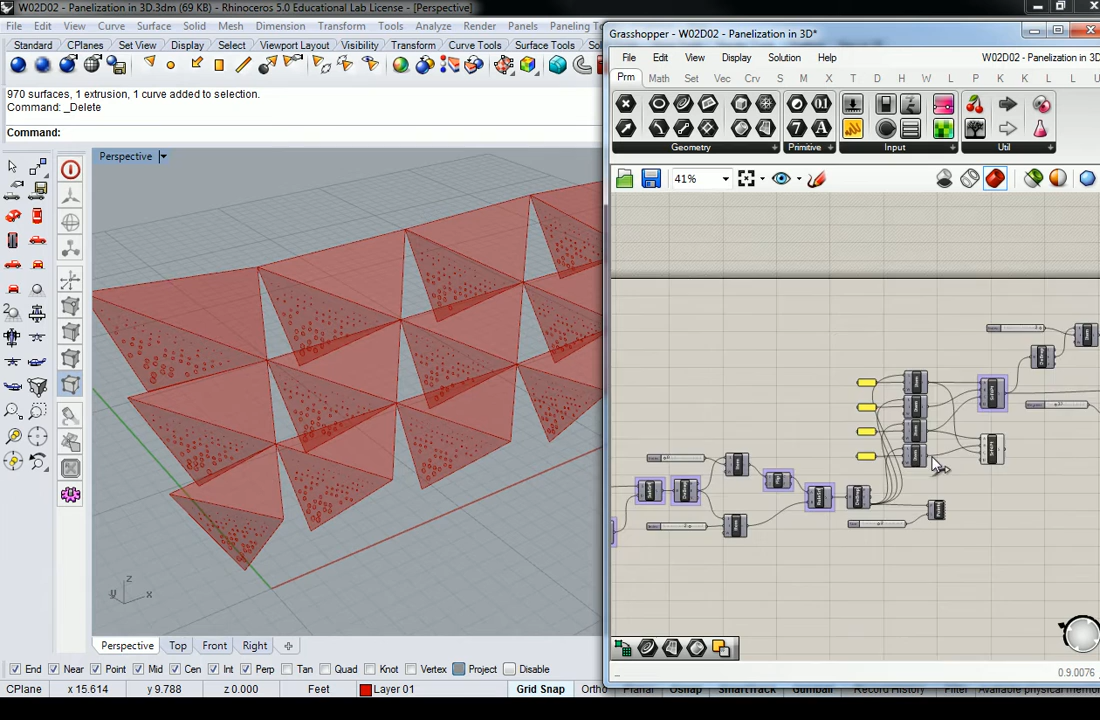 W02D02 - Panelization in 3D.3dm (69 KB) - Rhinoceros 5.0 Educational Lab License - [Perspective]
File Edit View Curve Surface Solid Mesh Dimension Transform Tools Analyze Render Panels Paneling To
Standard CPlanes Set View Display Select Viewport Layout Visibility Transform Curve Tools Surface Tools So
970 surfaces, 1 extrusion, 1 curve added to selection.
Command: _Delete
Command:
Perspective
z
y
x
Perspective Top Front Right
End Near Point Mid Cen Int Perp Tan Quad Knot Vertex Project Disable
CPlane x 15.614 y 9.788 z 0.000 Feet Layer 01 Grid Snap Ortho Planar Osnap SmartTrack Gumball Record History Filter Available physical memory
Grasshopper - W02D02 - Panelization in 3D*
File Edit View Display Solution Help W02D02 - Panelization in 3D
Prm Math Set Vec Crv S M X T D H W L L U
Geometry Primitive Input Util
41%
0.9.0076